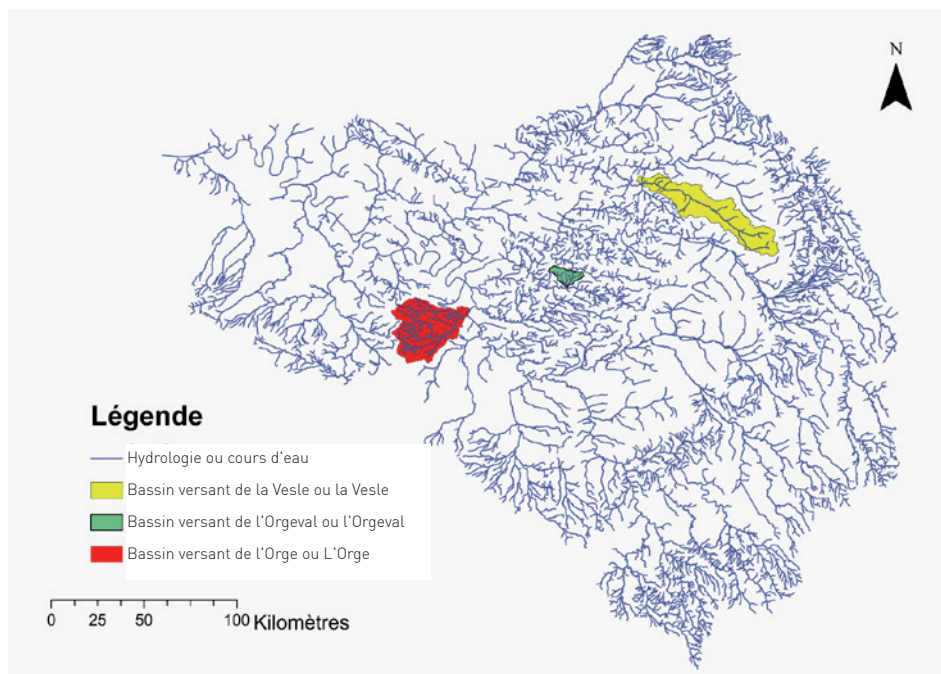 N
Légende
Hydrologie ou cours d'eau
Bassin versant de la Vesle ou la Vesle
Bassin versant de l'Orgeval ou l'Orgeval
Bassin versant de l'Orge ou L'Orge
0 25 50 100 Kilomètres